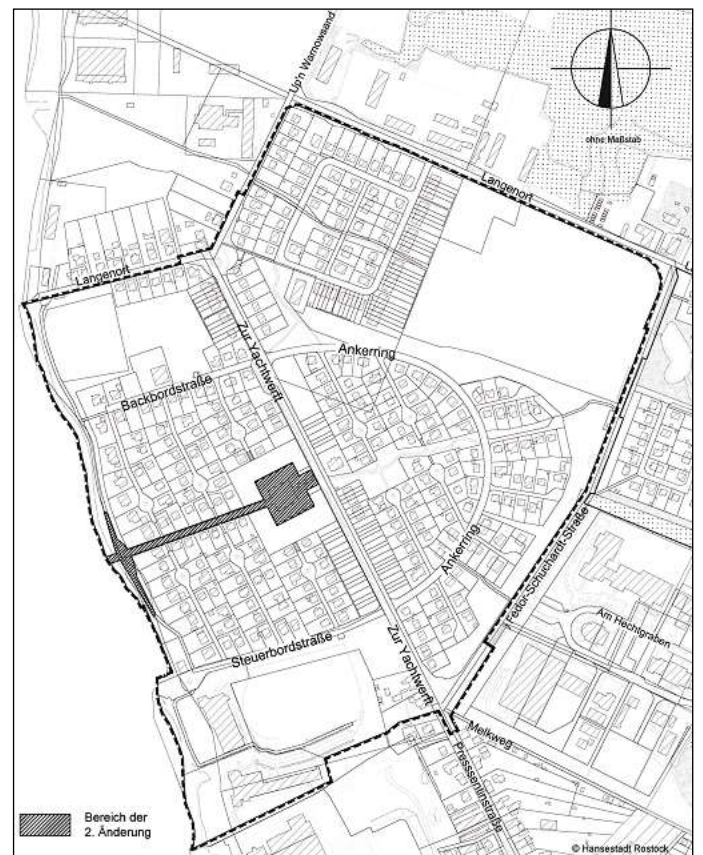 Up'n Warnowsand
ohne Maßstab
Langenort
Langenort
Zur Yachtwerft
Ankerring
Backbordstraße
Ankerring
Fedor-Schuchardt-Straße
Am Hechtgraben
Steuerbordstraße
Zur Yachtwerft
Melkweg
Pressentinstraße
Bereich der
2. Änderung
© Hansestadt Rostock